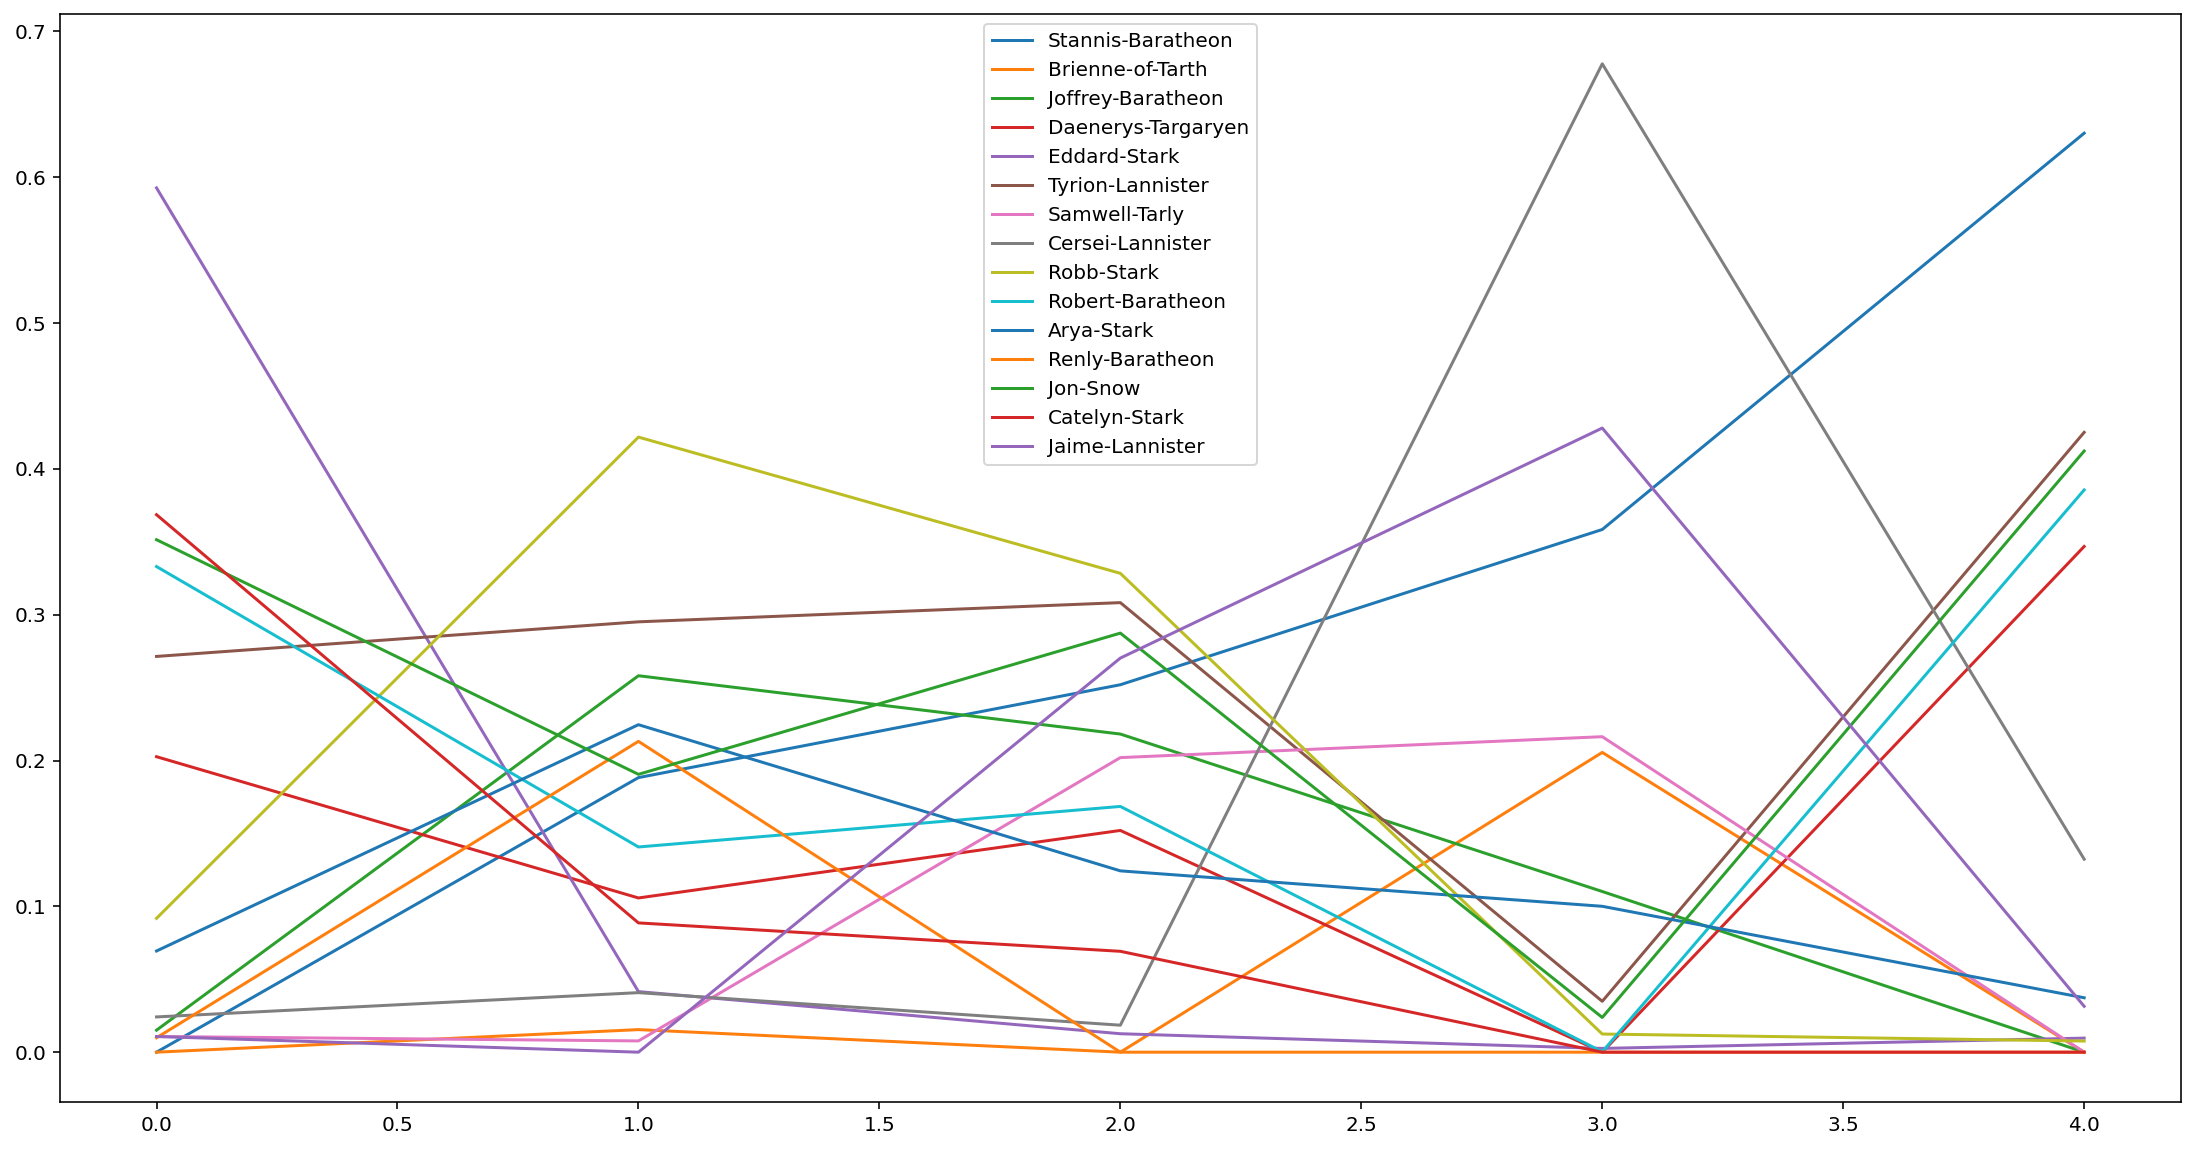 0.7
0.6
0.5
0.4
0.3
0.2
0.1
0.0
Stannis-Baratheon
Brienne-of-Tarth
Joffrey-Baratheon
Daenerys-Targaryen
Eddard-Stark
Tyrion-Lannister
Samwell-Tarly
Cersei-Lannister
Robb-Stark
Robert-Baratheon
Arya-Stark
Renly-Baratheon
Jon-Snow
Catelyn-Stark
Jaime-Lannister
0.0 0.5 1.0 1.5 2.0 2.5 3.0 3.5 4.0